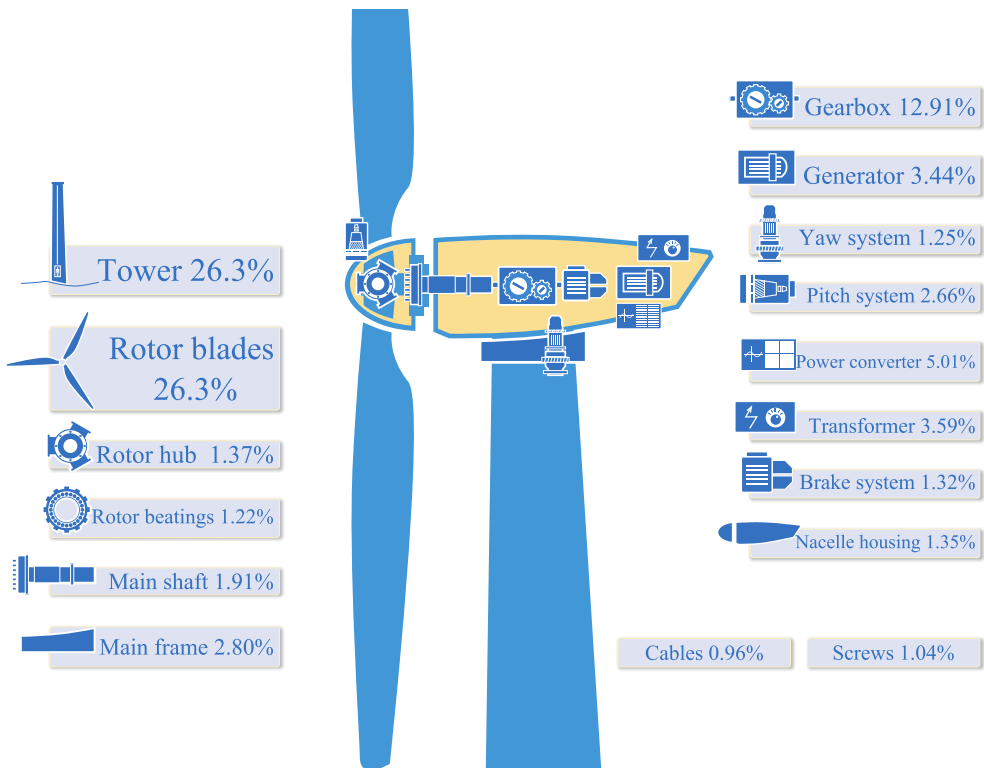 Tower 26.3%
Rotor blades
26.3%
Rotor hub 1.37%
Rotor beatings 1.22%
Main shaft 1.91%
Main frame 2.80%
Gearbox 12.91%
Generator 3.44%
Yaw system 1.25%
Pitch system 2.66%
Power converter 5.01%
Transformer 3.59%
Brake system 1.32%
Nacelle housing 1.35%
Cables 0.96%
Screws 1.04%